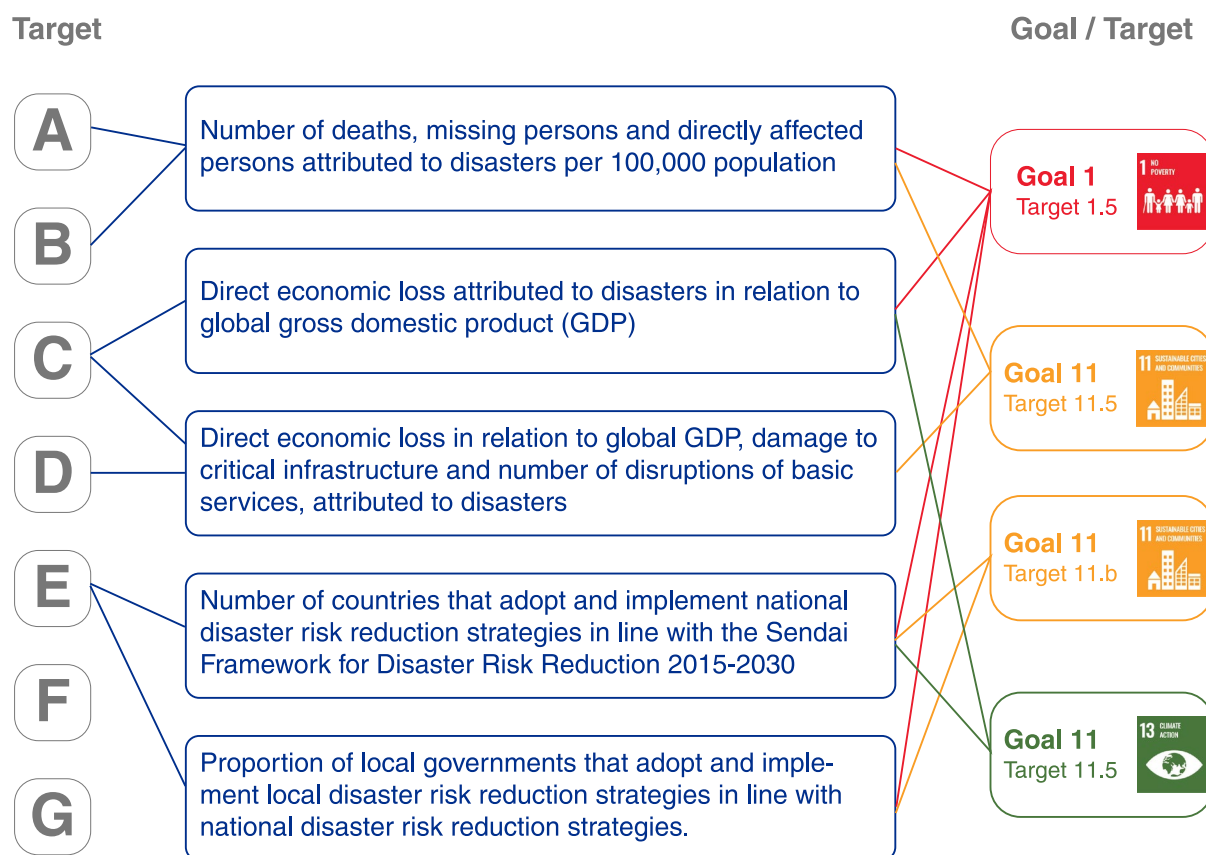 Target
Goal / Target
A
B
C
D
E
F
G
Number of deaths, missing persons and directly affected
persons attributed to disasters per 100,000 population
Direct economic loss attributed to disasters in relation to
global gross domestic product (GDP)
Direct economic loss in relation to global GDP, damage to
critical infrastructure and number of disruptions of basic
services, attributed to disasters
Number of countries that adopt and implement national
disaster risk reduction strategies in line with the Sendai
Framework for Disaster Risk Reduction 2015-2030
Proportion of local governments that adopt and imple-
ment local disaster risk reduction strategies in line with
national disaster risk reduction strategies.
Goal 1
Target 1.5
1 NO
POVERTY
Goal 11
Target 11.5
11 SUSTAINABLE CITIES
AND COMMUNITIES
Goal 11
Target 11.b
11 SUSTAINABLE CITIES
AND COMMUNITIES
Goal 11
Target 11.5
13 CLIMATE
ACTION